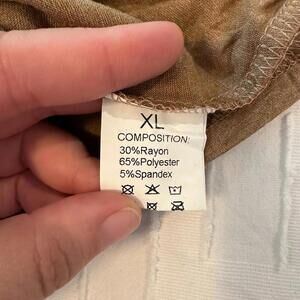 XL
COMPOSITION:
30%Rayon
65%Polyester
5%Spandex